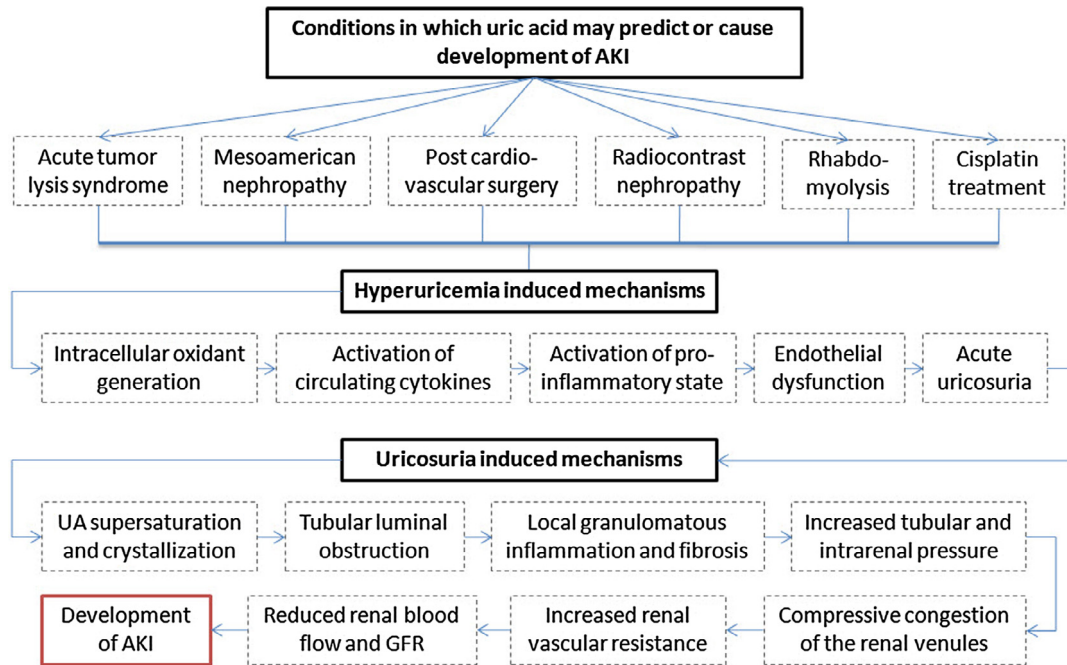 Conditions in which uric acid may predict or cause
development of AKI
Acute tumor
lysis syndrome
Mesoamerican
nephropathy
Post cardio-
vascular surgery
Radiocontrast
nephropathy
Rhabdo-
myolysis
Cisplatin
treatment
Hyperuricemia induced mechanisms
Intracellular oxidant
generation
Activation of
circulating cytokines
Activation of pro-
inflammatory state
Endothelial
dysfunction
Acute
uricosuria
Uricosuria induced mechanisms
UA supersaturation
and crystallization
Tubular luminal
obstruction
Local granulomatous
inflammation and fibrosis
Increased tubular and
intrarenal pressure
Development
of AKI
Reduced renal blood
flow and GFR
Increased renal
vascular resistance
Compressive congestion
of the renal venules